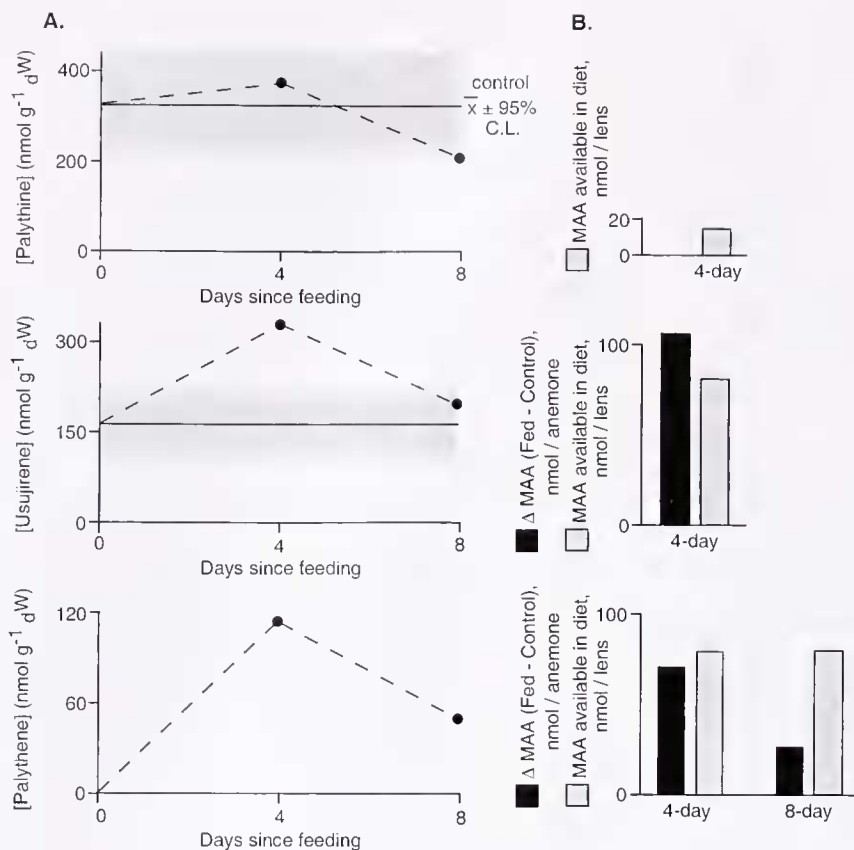 A.
[Palythine] (nmol g-1 dW)
400
200
0
control
x ± 95%
C.L.
0
4
8
Days since feeding
[Usujirene] (nmol g-1 dW)
300
150
0
0
4
8
Days since feeding
[Palythene] (nmol g-1 dW)
120
60
0
0
4
8
Days since feeding
B.
MAA available in diet,
nmol / lens
20
0
4-day
Δ MAA (Fed - Control),
nmol / anemone
MAA available in diet,
nmol / lens
100
0
4-day
Δ MAA (Fed - Control),
nmol / anemone
MAA available in diet,
nmol / lens
100
0
4-day
8-day